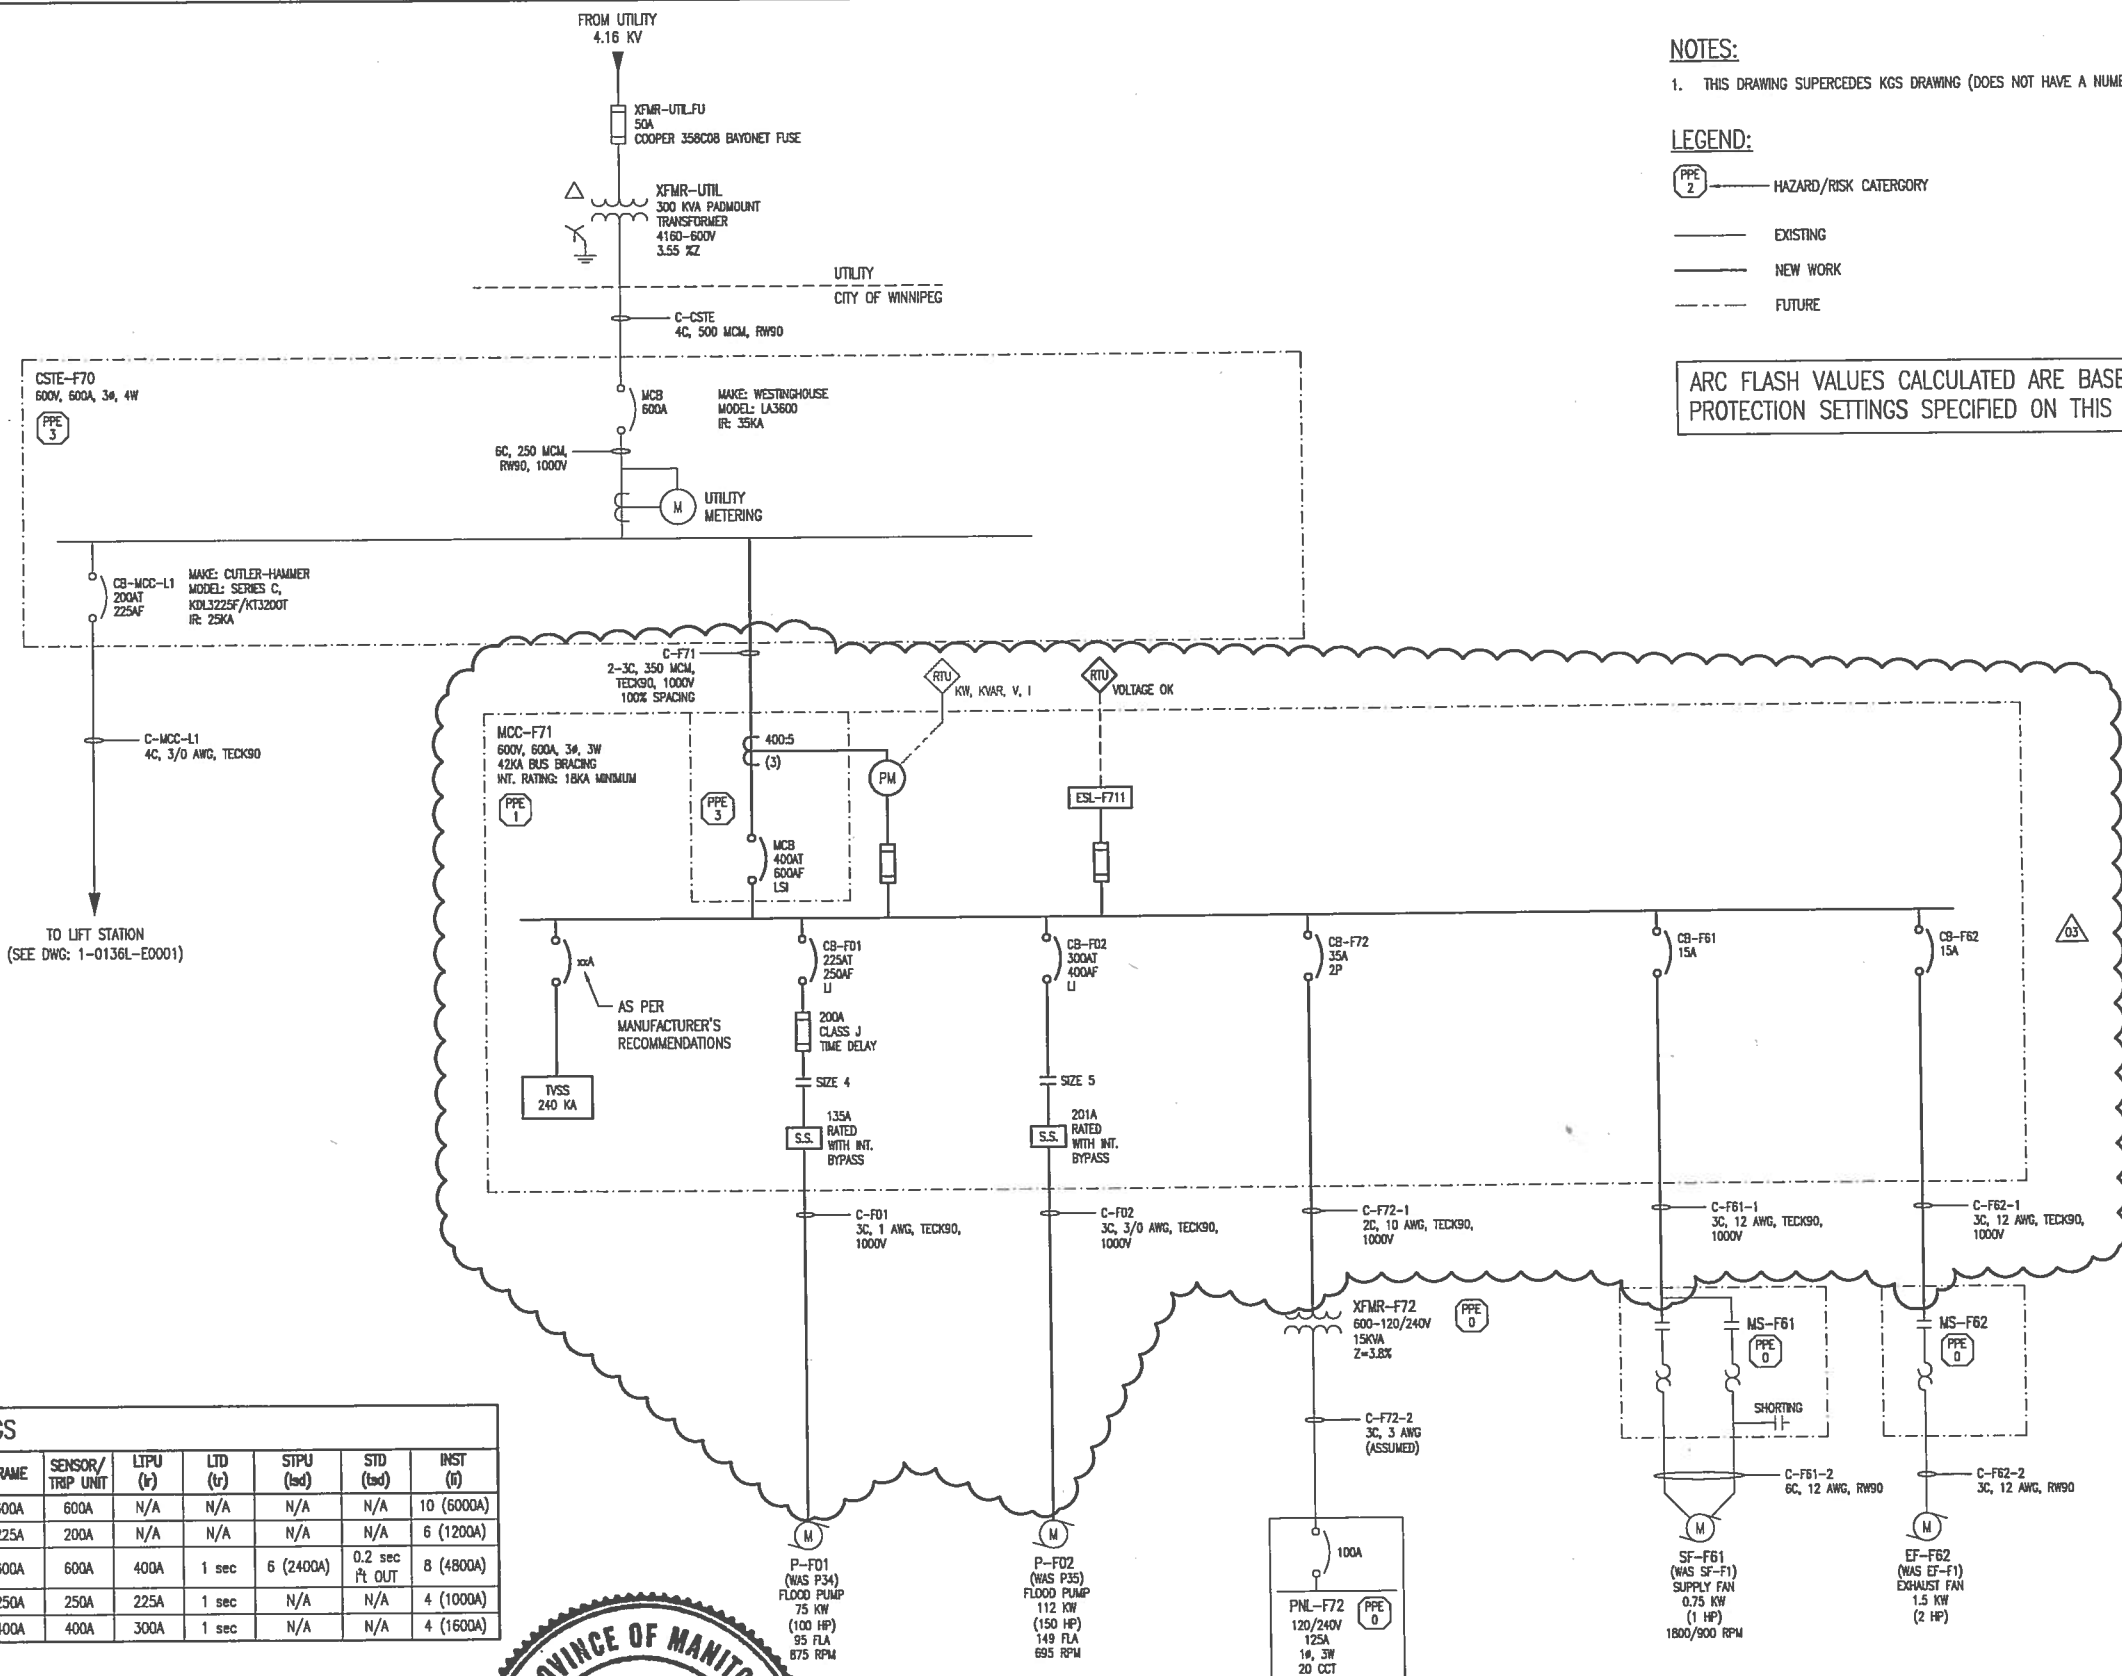 FROM UTILITY
4.16 KV
XFMR-UTIL.FU
50A
COOPER 358C08 BAYONET FUSE
XFMR-UTIL
300 KVA PADMOUNT
TRANSFORMER
4160-600V
3.55 %Z
UTILITY
CITY OF WINNIPEG
C-CSTE
4C, 500 MCM, RW90
NOTES:
1. THIS DRAWING SUPERCEDES KGS DRAWING (DOES NOT HAVE A
LEGEND:
PPE
2
HAZARD/RISK CATERGORY
EXISTING
NEW WORK
FUTURE
ARC FLASH VALUES CALCULATED ARE
PROTECTION SETTINGS SPECIFIED ON THIS
CSTE-F70
600V, 600A, 3ø, 4W
PPE
3
MCB
600A
MAKE: WESTINGHOUSE
MODEL: LA3600
IR: 35KA
6C, 250 MCM,
RW90, 1000V
M
UTILITY
METERING
CB-MCC-L1
200AT
225AF
MAKE: CUTLER-HAMMER
MODEL: SERIES C,
KDL3225F/KT3200T
IR: 25KA
C-MCC-L1
4C, 3/0 AWG, TECK90
TO LIFT STATION
(SEE DWG: 1-0136L-E0001)
C-F71
2-3C, 350 MCM,
TECK90, 1000V
100% SPACING
RTU
KW, KVAR, V, I
RTU
VOLTAGE OK
MCC-F71
600V, 600A, 3ø, 3W
42KA BUS BRACING
INT. RATING: 18KA MINIMUM
PPE
1
400:5
(3)
PPE
3
PM
ESL-F711
MCB
400AT
600AF
LSI
xxA
AS PER
MANUFACTURER'S
RECOMMENDATIONS
TVSS
240 KA
CB-F01
225AT
250AF
LI
200A
CLASS J
TIME DELAY
SIZE 4
135A
RATED
WITH INT.
BYPASS
S.S.
CB-F02
300AT
400AF
LI
SIZE 5
201A
RATED
WITH INT.
BYPASS
S.S.
CB-F72
35A
2P
CB-F61
15A
CB-F62
15A
03
C-F01
3C, 1 AWG, TECK90,
1000V
C-F02
3C, 3/0 AWG, TECK90,
1000V
C-F72-1
2C, 10 AWG, TECK90,
1000V
C-F61-1
3C, 12 AWG, TECK90,
1000V
C-F62-1
3C, 12 AWG, TECK90,
1000V
XFMR-F72
600-120/240V
15KVA
Z=3.8%
PPE
0
MS-F61
PPE
0
SHORTING
MS-F62
PPE
0
C-F72-2
3C, 3 AWG
(ASSUMED)
C-F61-2
6C, 12 AWG, RW90
C-F62-2
3C, 12 AWG, RW90
SENSOR/TRIP UNIT LTPU (Ir) LTD (tr) STPU (Isd) STD (tsd) INST (Ii)
600A N/A N/A N/A N/A 10 (6000A)
200A N/A N/A N/A N/A 6 (1200A)
600A 400A 1 sec 6 (2400A) 0.2 sec I²t OUT 8 (4800A)
250A 250A 225A 1 sec N/A N/A 4 (1000A)
400A 300A 1 sec N/A N/A 4 (1600A)
M
P-F01
(WAS P34)
FLOOD PUMP
75 KW
(100 HP)
95 FLA
875 RPM
M
P-F02
(WAS P35)
FLOOD PUMP
112 KW
(150 HP)
149 FLA
695 RPM
100A
PNL-F72
120/240V
125A
1ø, 3W
20 CCT
PPE
0
M
SF-F61
(WAS SF-F1)
SUPPLY FAN
0.75 KW
(1 HP)
1800/900 RPM
M
EF-F62
(WAS EF-F1)
EXHAUST FAN
1.5 KW
(2 HP)
OF